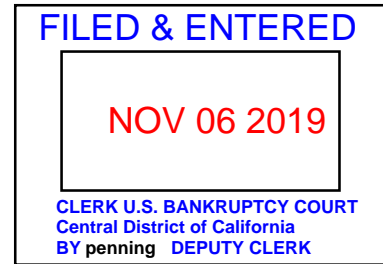 FILED & ENTERED
NOV 06 2019
CLERK U.S. BANKRUPTCY COURT
Central District of California
BY penning DEPUTY CLERK